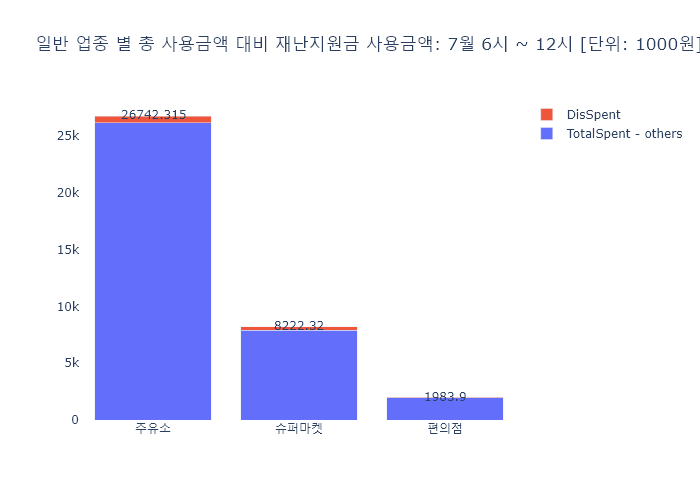 일반 업종 별 총 사용금액 대비 재난지원금 사용금액: 7월 6시 ~ 12시 [단위: 1000원]
DisSpent
TotalSpent - others
26742.315
8222.32
1983.9
25k
20k
15k
10k
5k
0
주유소
슈퍼마켓
편의점